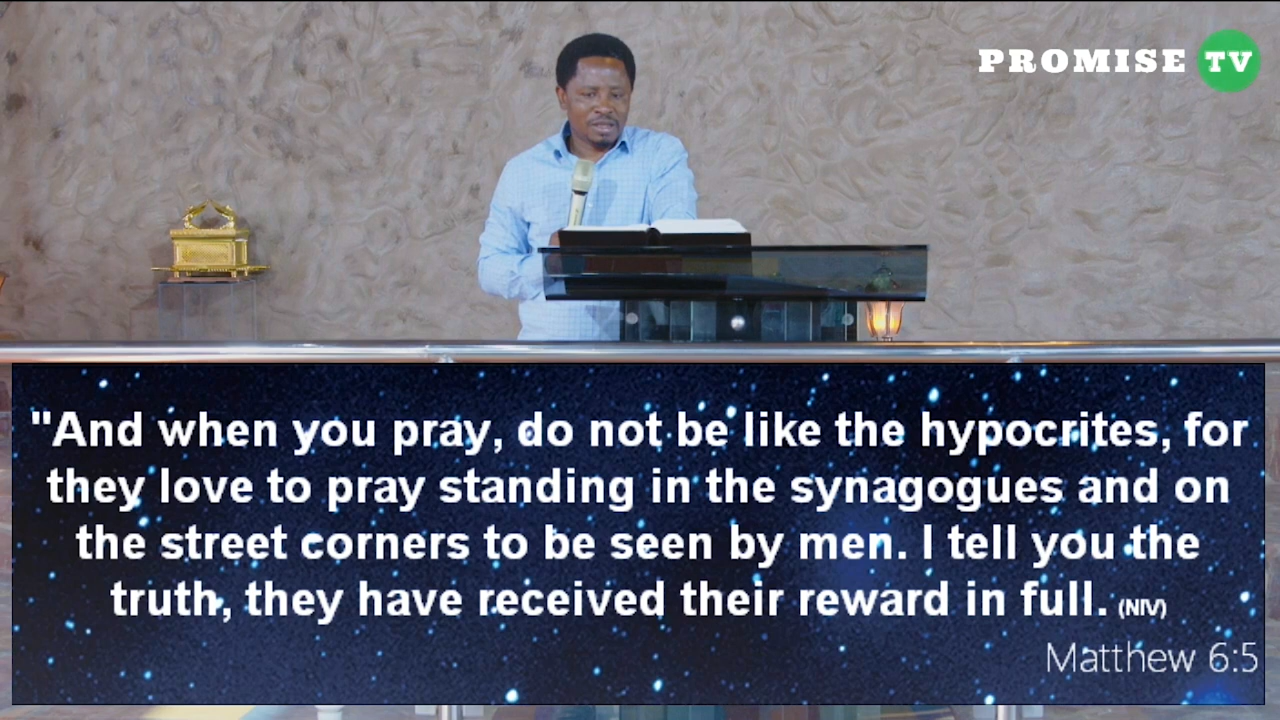 PROMISE TV
"And when you pray, do not be like the hypocrites, for
they love to pray standing in the synagogues and on
the street corners to be seen by men. I tell you the
truth, they have received their reward in full. (NIV)
Matthew 6:5